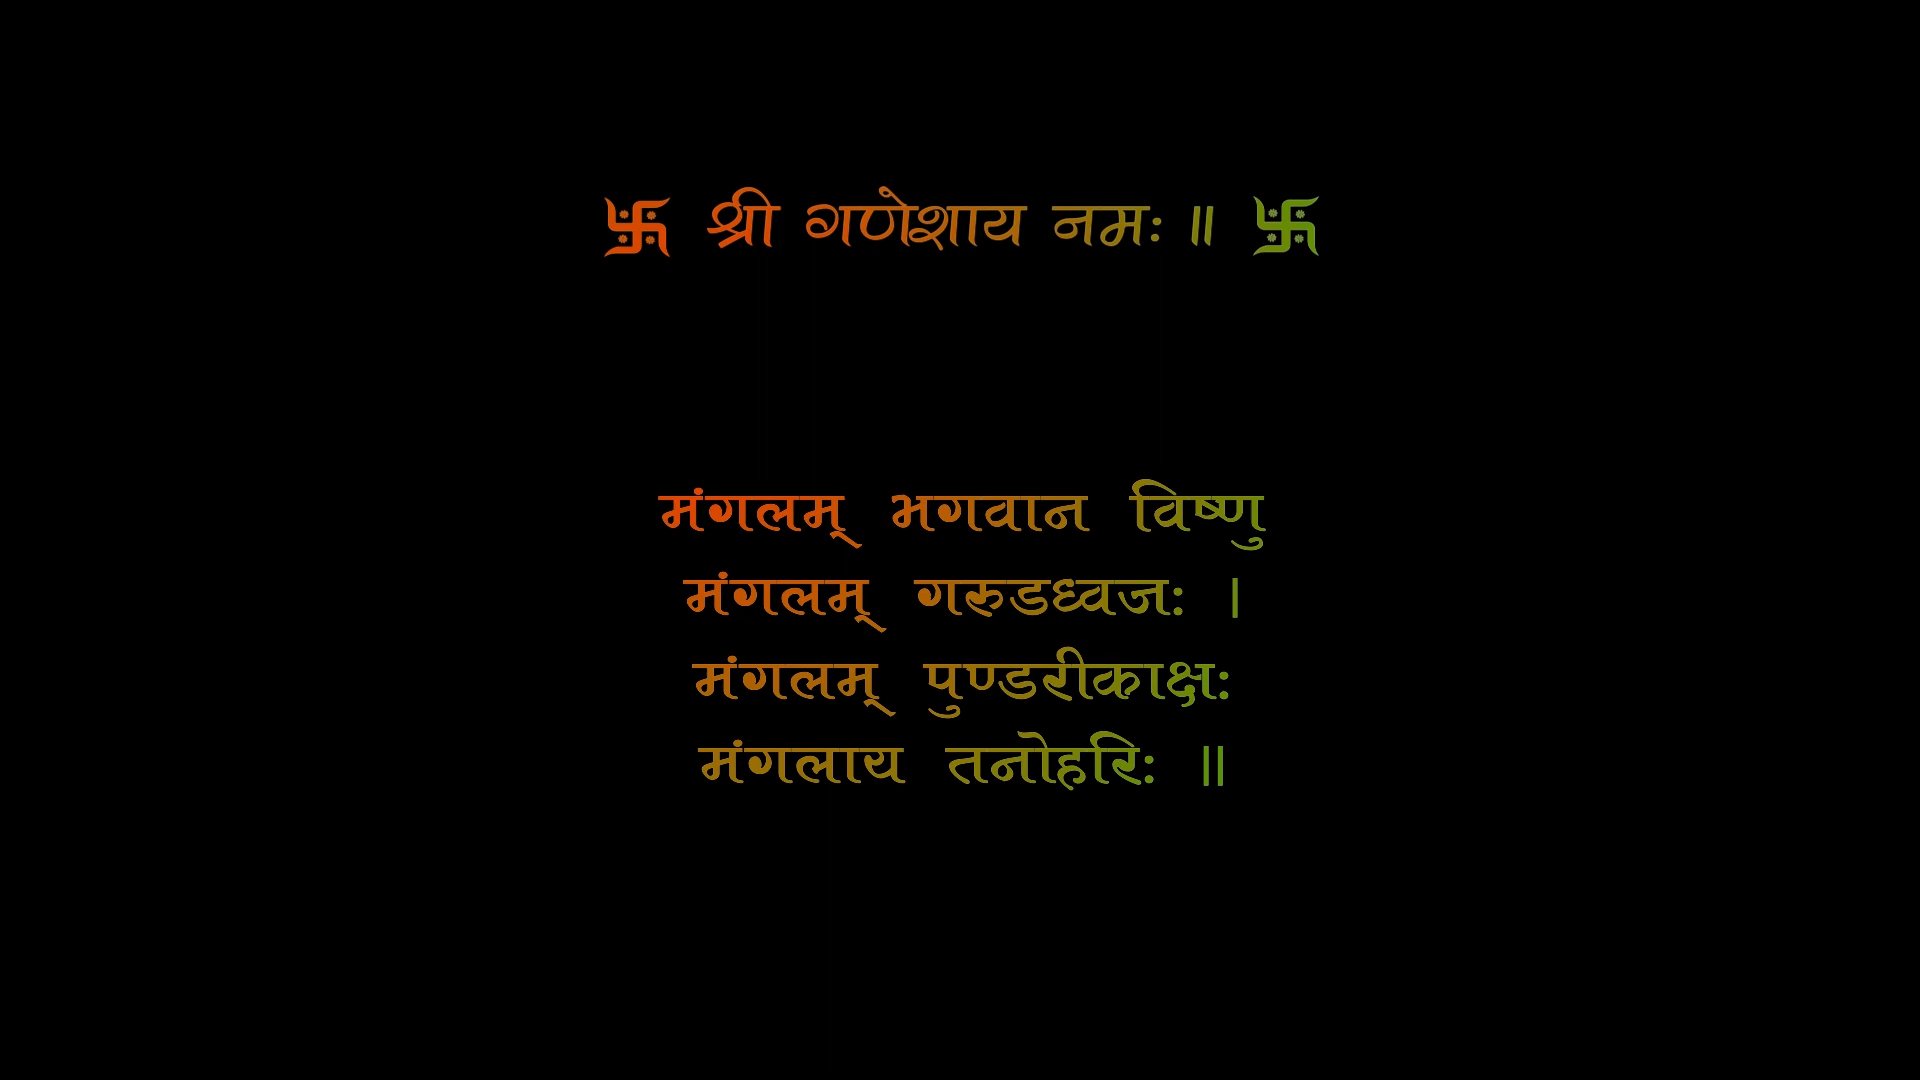 卐 श्री गणेशाय नमः ॥ 卐
मंगलम् भगवान विष्णु
मंगलम् गरुडध्वजः ।
मंगलम् पुण्डरीकाक्षः
मंगलाय तनोहरिः ॥